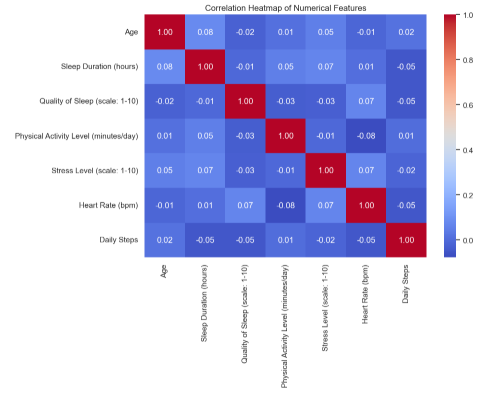 Correlation Heatmap of Numerical Features
Age 1.00 0.08 -0.02 0.01 0.05 -0.01 0.02
Sleep Duration (hours) 0.08 1.00 -0.01 0.05 0.07 0.01 -0.05
Quality of Sleep (scale: 1-10) -0.02 -0.01 1.00 -0.03 -0.03 0.07 -0.05
Physical Activity Level (minutes/day) 0.01 0.05 -0.03 1.00 -0.01 -0.08 0.01
Stress Level (scale: 1-10) 0.05 0.07 -0.03 -0.01 1.00 0.07 -0.02
Heart Rate (bpm) -0.01 0.01 0.07 -0.08 0.07 1.00 -0.05
Daily Steps 0.02 -0.05 -0.05 0.01 -0.02 -0.05 1.00
Age
Sleep Duration (hours)
Quality of Sleep (scale: 1-10)
Physical Activity Level (minutes/day)
Stress Level (scale: 1-10)
Heart Rate (bpm)
Daily Steps
1.0
0.8
0.6
0.4
0.2
0.0